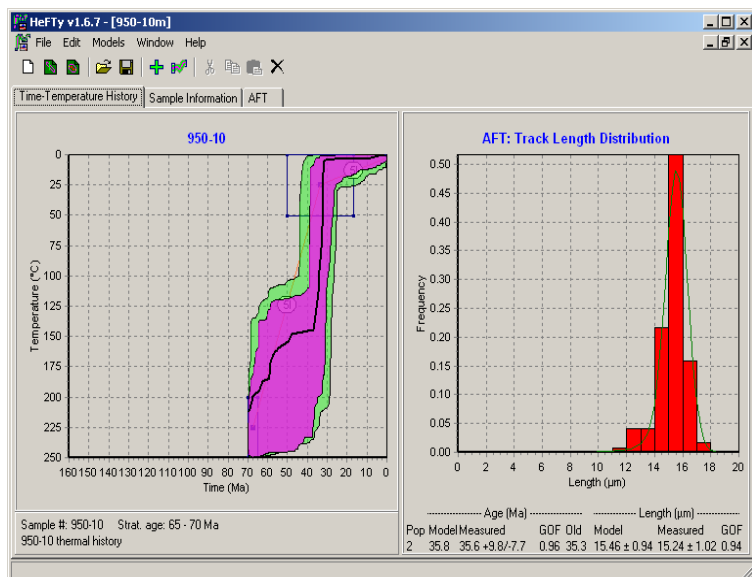 HeFTy v1.6.7 - [950-10m]
File Edit Models Window Help
Time-Temperature History Sample Information AFT
950-10
Temperature (°C)
0
25
50
75
100
125
150
175
200
225
250
160 150 140 130 120 110 100 90 80 70 60 50 40 30 20 10 0
Time (Ma)
Sample #: 950-10 Strat. age: 65 - 70 Ma
950-10 thermal history
AFT: Track Length Distribution
Frequency
0.50
0.45
0.40
0.35
0.30
0.25
0.20
0.15
0.10
0.05
0.00
0 2 4 6 8 10 12 14 16 18 20
Length (µm)
Age (Ma) Length (µm)
Pop Model Measured GOF Old Model Measured GOF
2 35.8 35.6 +9.8/-7.7 0.96 35.3 15.46 ± 0.94 15.24 ± 1.02 0.94